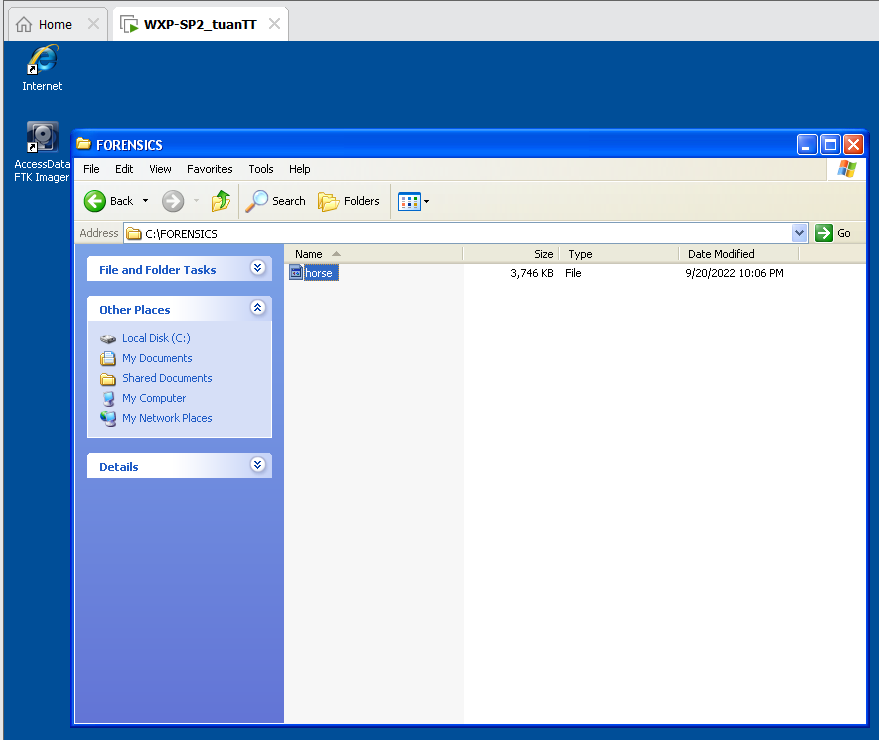 Home
WXP-SP2_tuanTT
Internet
AccessData
FTK Imager
FORENSICS
File Edit View Favorites Tools Help
Back Search Folders
Address C:\FORENSICS Go
File and Folder Tasks
Other Places
Local Disk (C:)
My Documents
Shared Documents
My Computer
My Network Places
Details
Name Size Type Date Modified
horse 3,746 KB File 9/20/2022 10:06 PM